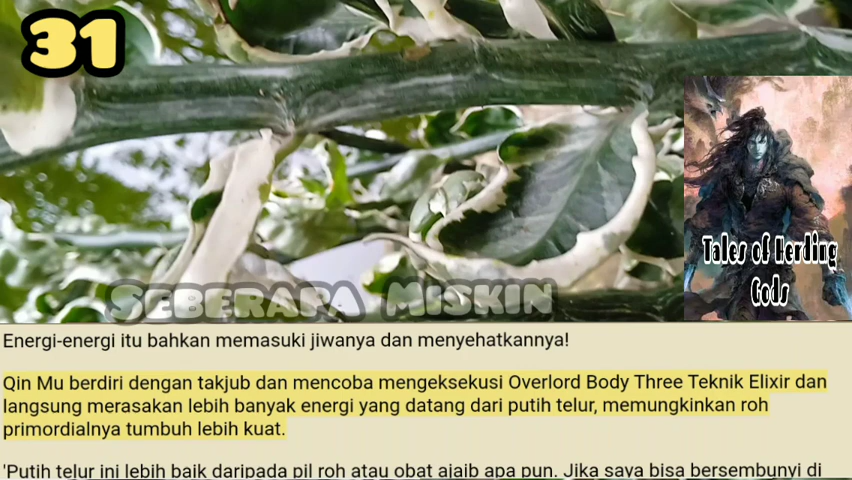 31
Tales of Herding
Gods
SEBERAPA MISKIN
Energi-energi itu bahkan memasuki jiwanya dan menyehatkannya!
Qin Mu berdiri dengan takjub dan mencoba mengeksekusi Overlord Body Three Teknik Elixir dan
langsung merasakan lebih banyak energi yang datang dari putih telur, memungkinkan roh
primordialnya tumbuh lebih kuat.
'Putih telur ini lebih baik daripada pil roh atau obat ajaib apa pun. Jika saya bisa bersembunyi di